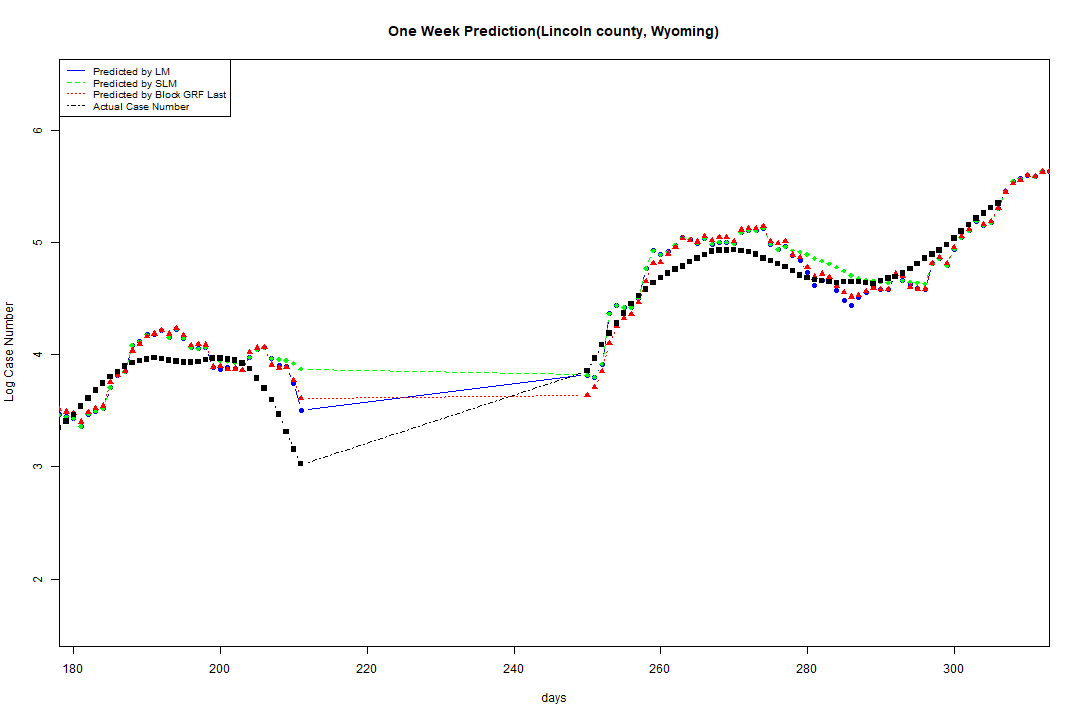 One Week Prediction(Lincoln county, Wyoming)
Predicted by LM
Predicted by SLM
Predicted by Block GRF Last
Actual Case Number
6
5
4
3
2
Log Case Number
180 200 220 240 260 280 300
days